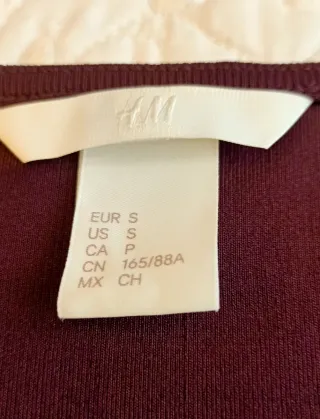 H&M
EUR S
US S
CA P
CN 165/88A
MX CH